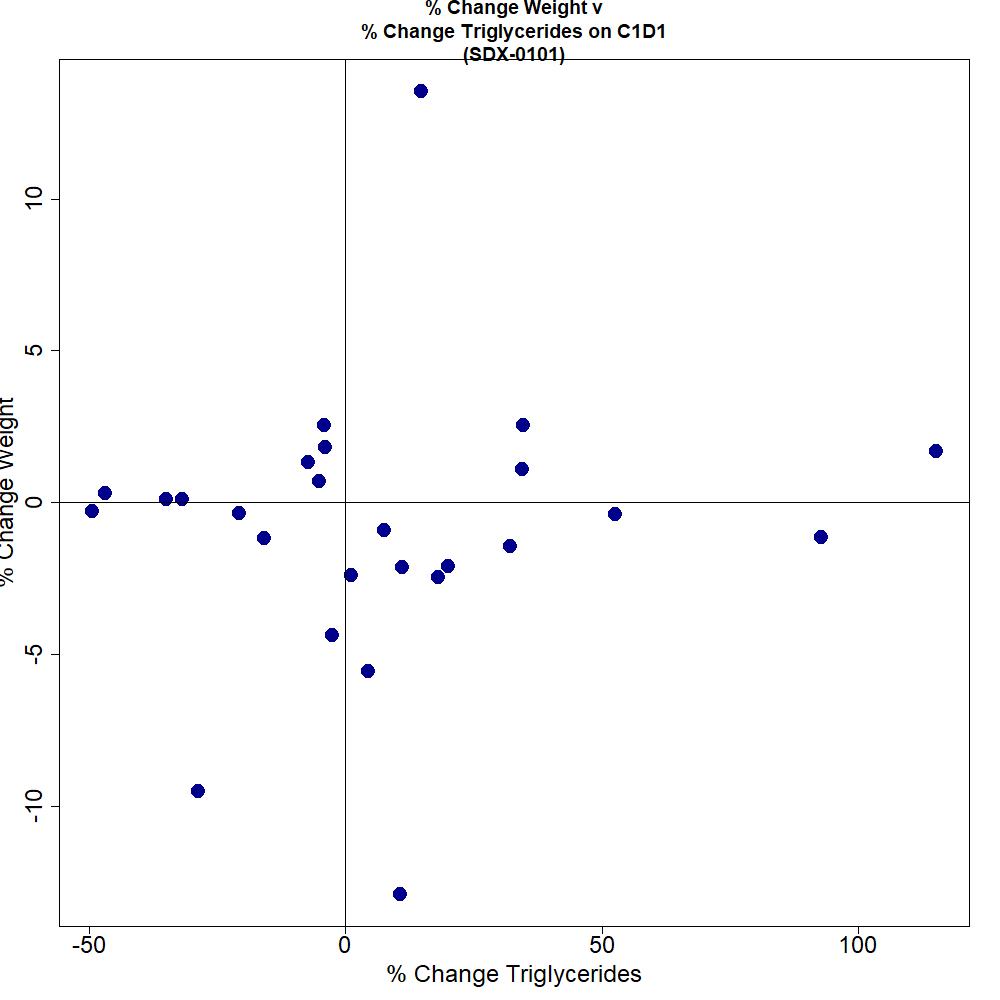 % Change Weight v
% Change Triglycerides on C1D1
(SDX-0101)
% Change Weight
10
5
0
-5
-10
-50
0
50
100
% Change Triglycerides